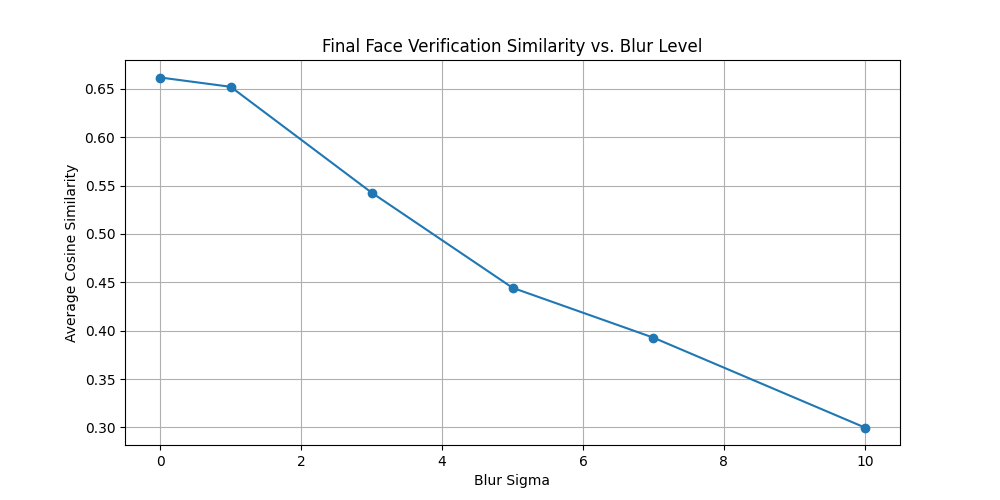 Final Face Verification Similarity vs. Blur Level
Average Cosine Similarity
0.65
0.60
0.55
0.50
0.45
0.40
0.35
0.30
0 2 4 6 8 10
Blur Sigma